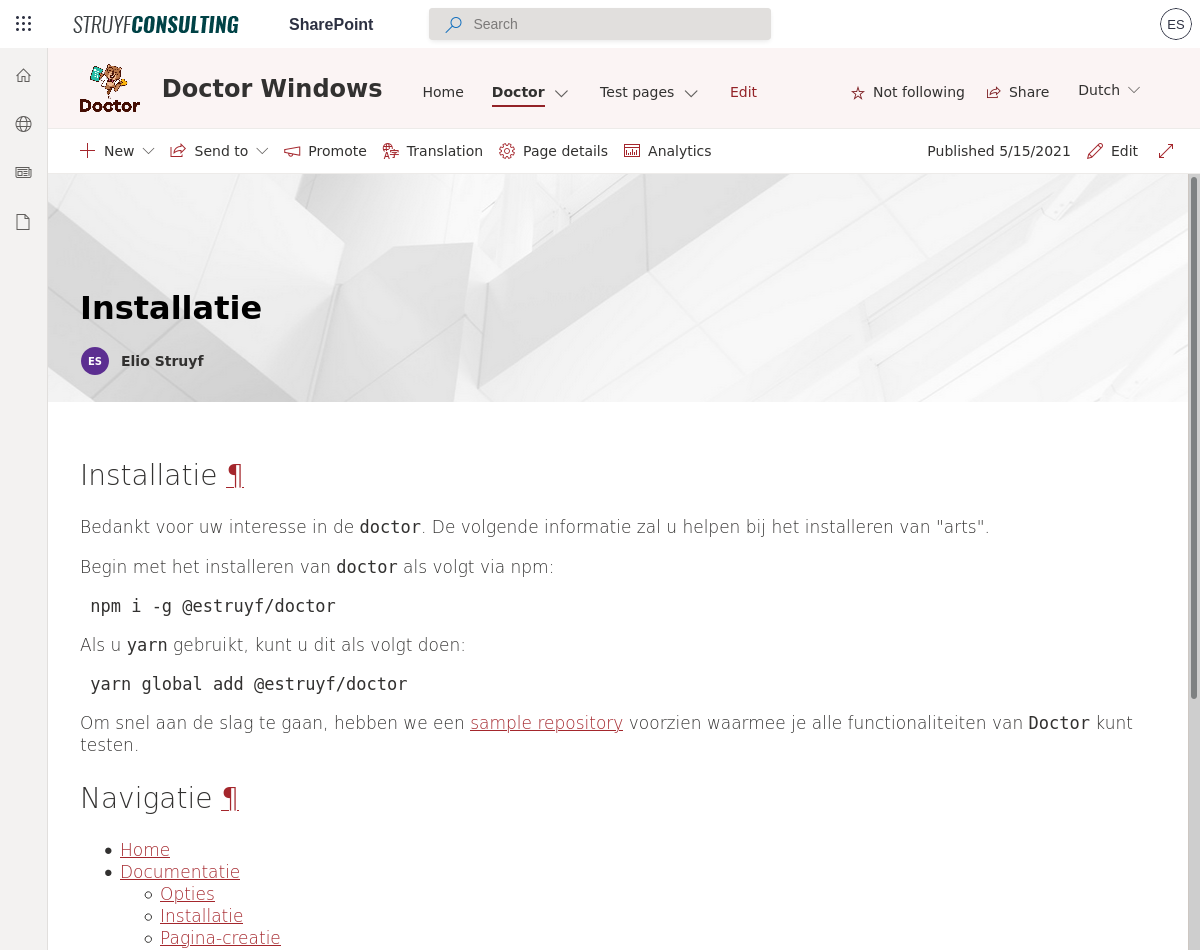 STRUYFCONSULTING
SharePoint
Search
ES
Doctor
Doctor Windows
Home
Doctor
Test pages
Edit
Not following
Share
Dutch
New
Send to
Promote
Translation
Page details
Analytics
Published 5/15/2021
Edit
Installatie
ES
Elio Struyf
Installatie ¶
Bedankt voor uw interesse in de doctor. De volgende informatie zal u helpen bij het installeren van "arts".
Begin met het installeren van doctor als volgt via npm:
npm i -g @estruyf/doctor
Als u yarn gebruikt, kunt u dit als volgt doen:
yarn global add @estruyf/doctor
Om snel aan de slag te gaan, hebben we een sample repository voorzien waarmee je alle functionaliteiten van Doctor kunt
testen.
Navigatie ¶
Home
Documentatie
Opties
Installatie
Pagina-creatie